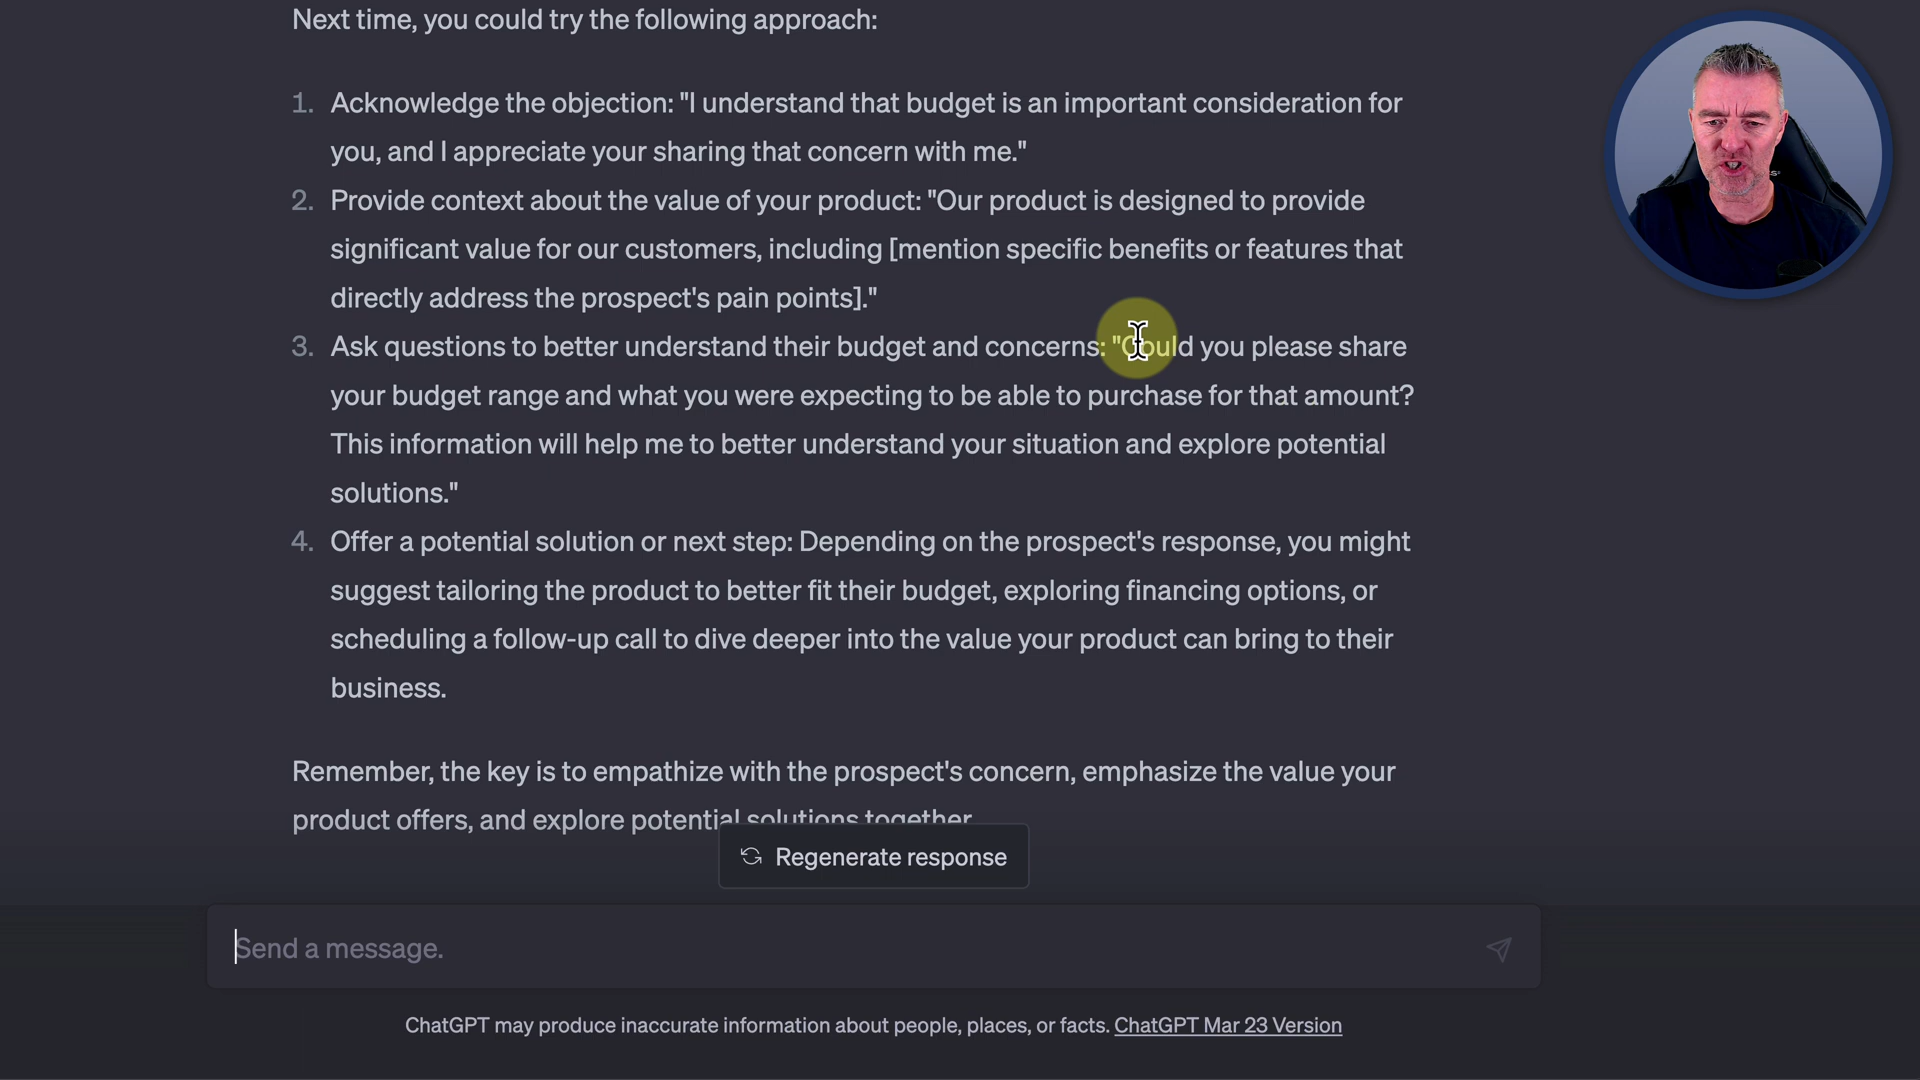 Next time, you could try the following approach:
1. Acknowledge the objection: "I understand that budget is an important consideration for
you, and I appreciate your sharing that concern with me."
2. Provide context about the value of your product: "Our product is designed to provide
significant value for our customers, including [mention specific benefits or features that
directly address the prospect's pain points]."
3. Ask questions to better understand their budget and concerns: "Could you please share
your budget range and what you were expecting to be able to purchase for that amount?
This information will help me to better understand your situation and explore potential
solutions."
4. Offer a potential solution or next step: Depending on the prospect's response, you might
suggest tailoring the product to better fit their budget, exploring financing options, or
scheduling a follow-up call to dive deeper into the value your product can bring to their
business.
Remember, the key is to empathize with the prospect's concern, emphasize the value your
product offers, and explore potential solutions together.
Regenerate response
Send a message.
ChatGPT may produce inaccurate information about people, places, or facts. ChatGPT Mar 23 Version